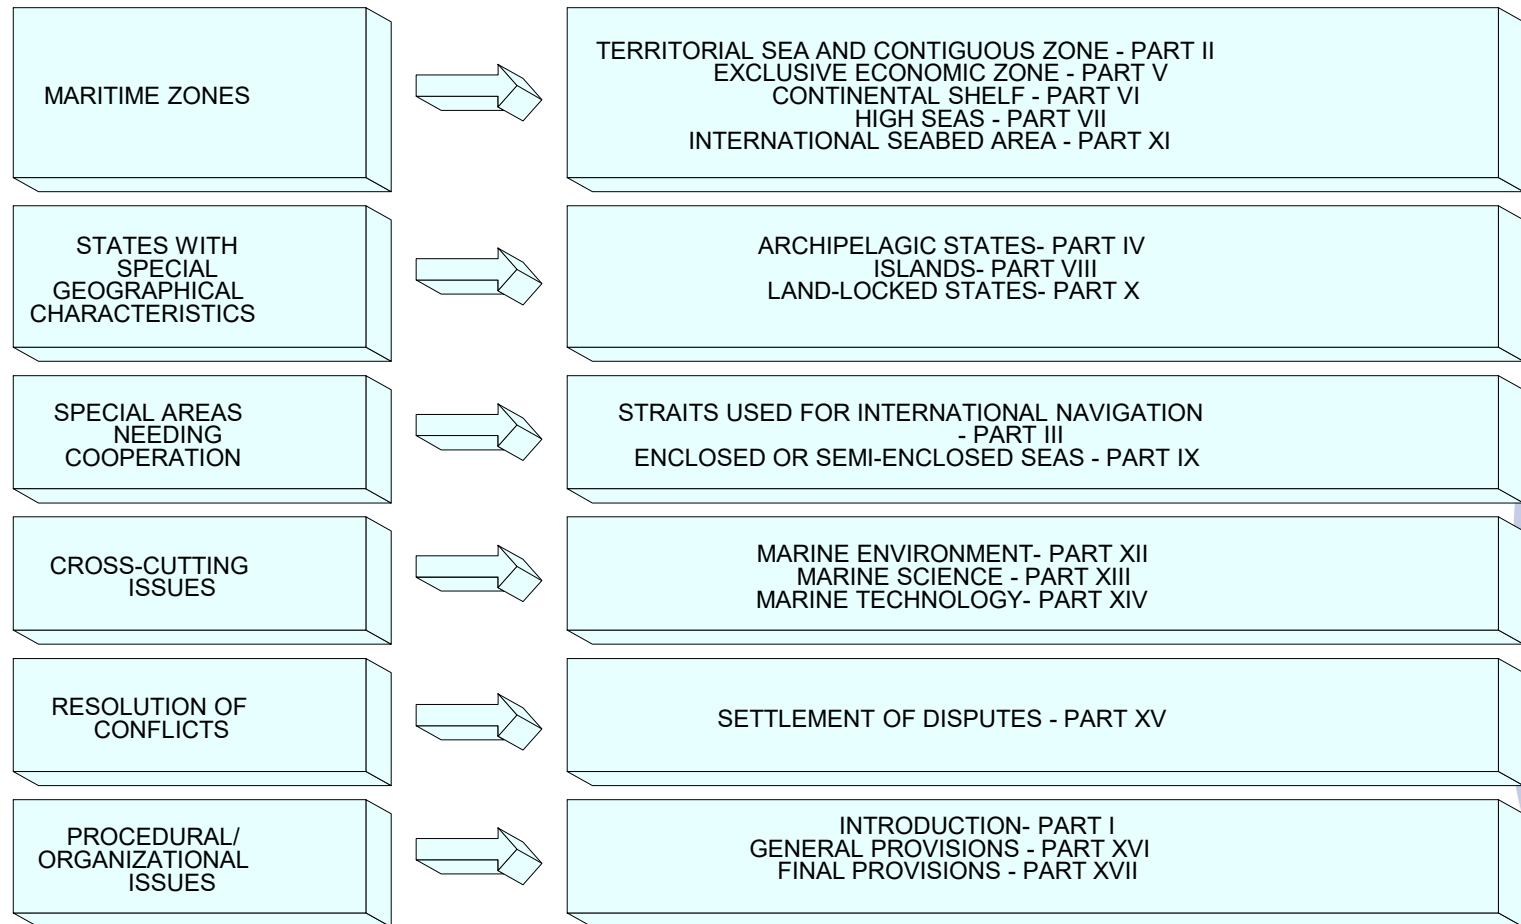 MARITIME ZONES
TERRITORIAL SEA AND CONTIGUOUS ZONE - PART II
EXCLUSIVE ECONOMIC ZONE - PART V
CONTINENTAL SHELF - PART VI
HIGH SEAS - PART VII
INTERNATIONAL SEABED AREA - PART XI
STATES WITH
SPECIAL
GEOGRAPHICAL
CHARACTERISTICS
ARCHIPELAGIC STATES- PART IV
ISLANDS- PART VIII
LAND-LOCKED STATES- PART X
SPECIAL AREAS
NEEDING
COOPERATION
STRAITS USED FOR INTERNATIONAL NAVIGATION
- PART III
ENCLOSED OR SEMI-ENCLOSED SEAS - PART IX
CROSS-CUTTING
ISSUES
MARINE ENVIRONMENT- PART XII
MARINE SCIENCE - PART XIII
MARINE TECHNOLOGY- PART XIV
RESOLUTION OF
CONFLICTS
SETTLEMENT OF DISPUTES - PART XV
PROCEDURAL/
ORGANIZATIONAL
ISSUES
INTRODUCTION- PART I
GENERAL PROVISIONS - PART XVI
FINAL PROVISIONS - PART XVII